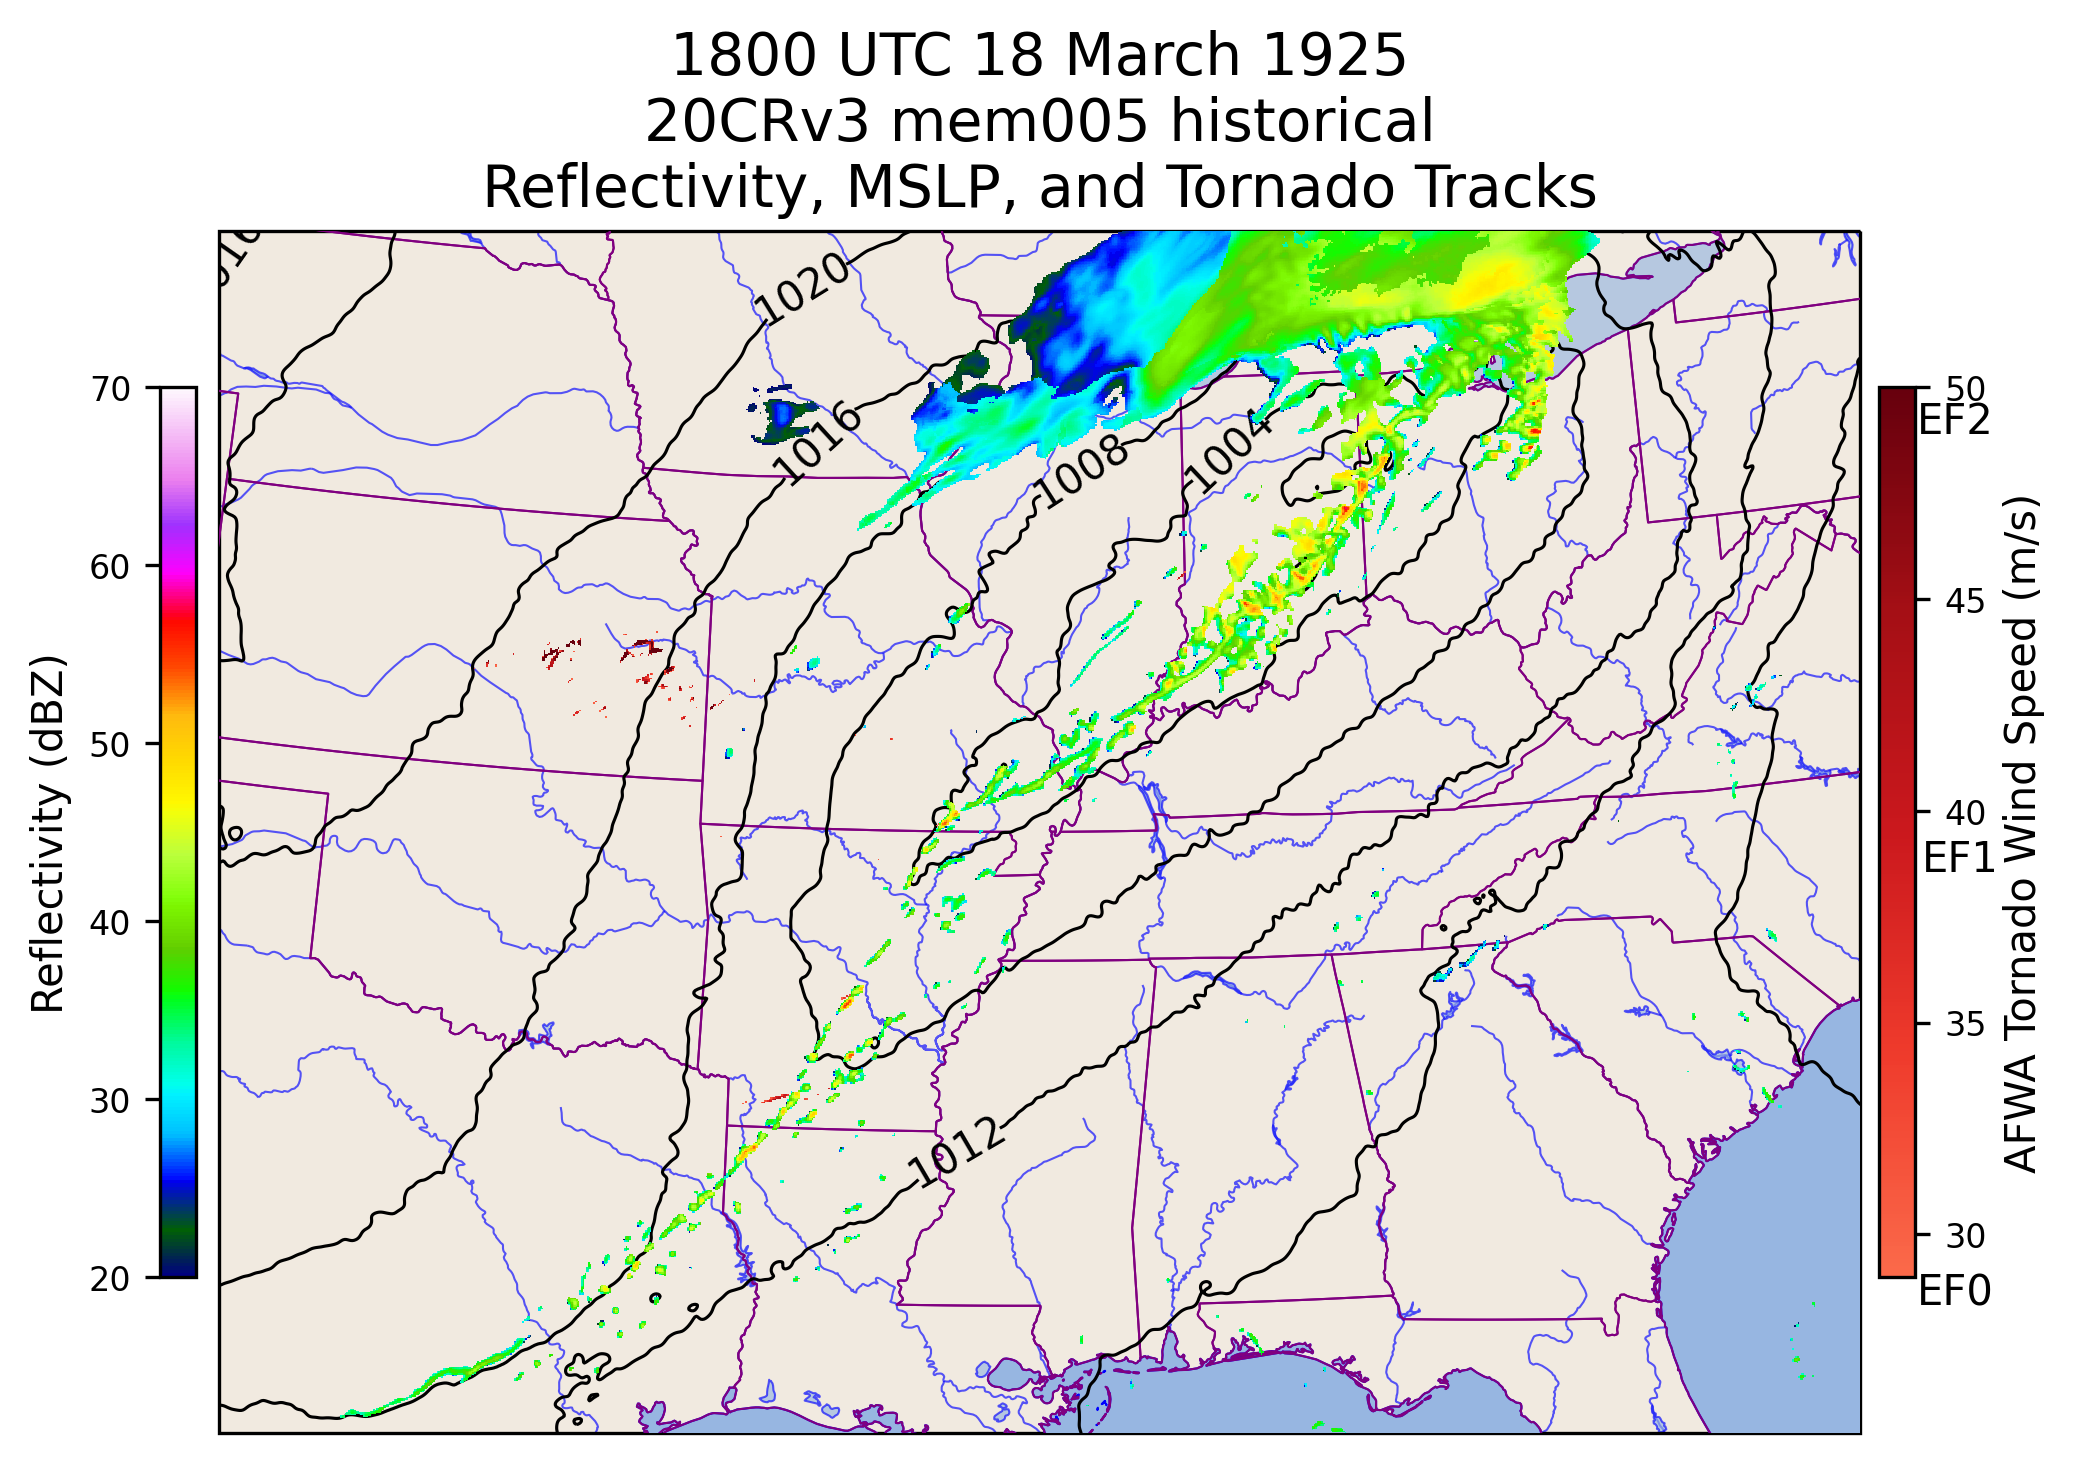 1800 UTC 18 March 1925
20CRv3 mem005 historical
Reflectivity, MSLP, and Tornado Tracks
1020
1016
1008
1004
1012
Reflectivity (dBZ)
70
60
50
40
30
20
50
EF2
45
40
EF1
35
30
EF0
AFWA Tornado Wind Speed (m/s)